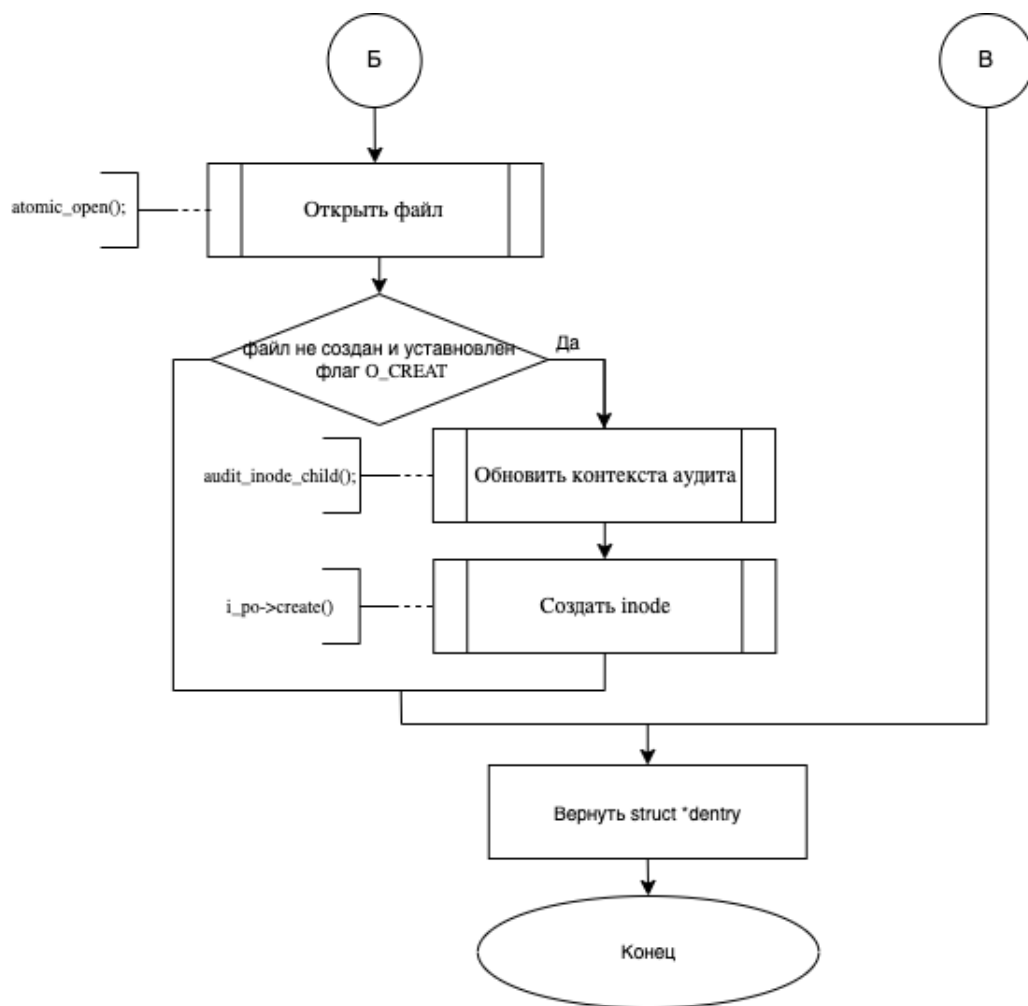 Б
В
atomic_open();
Открыть файл
файл не создан и уставновлен
флаг O_CREAT
Да
audit_inode_child();
Обновить контекста аудита
i_po->create()
Создать inode
Вернуть struct *dentry
Конец